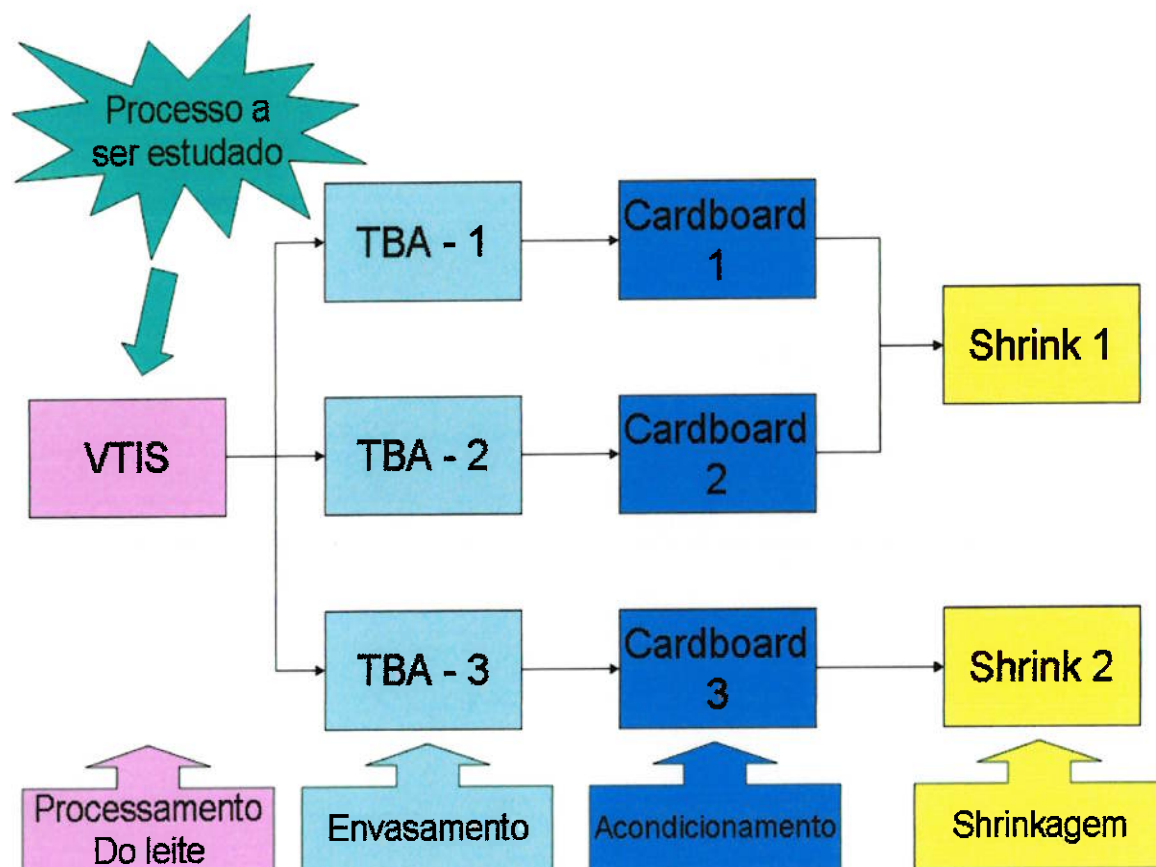 Processo a
ser estudado
TBA - 1
Cardboard
1
Shrink 1
VTIS
TBA - 2
Cardboard
2
TBA - 3
Cardboard
3
Shrink 2
Processamento
Do leite
Envasamento
Acondicionamento
Shrinkagem